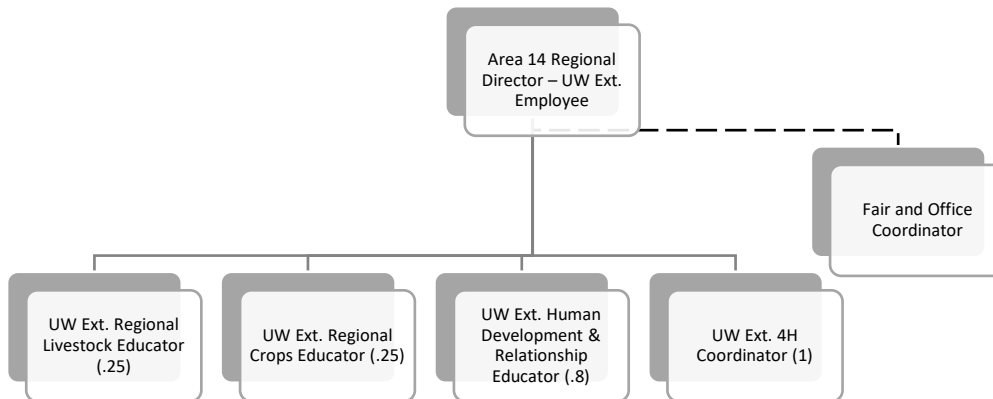 Area 14 Regional
Director – UW Ext.
Employee
Fair and Office
Coordinator
UW Ext. Regional
Livestock Educator
(.25)
UW Ext. Regional
Crops Educator (.25)
UW Ext. Human
Development &
Relationship
Educator (.8)
UW Ext. 4H
Coordinator (1)